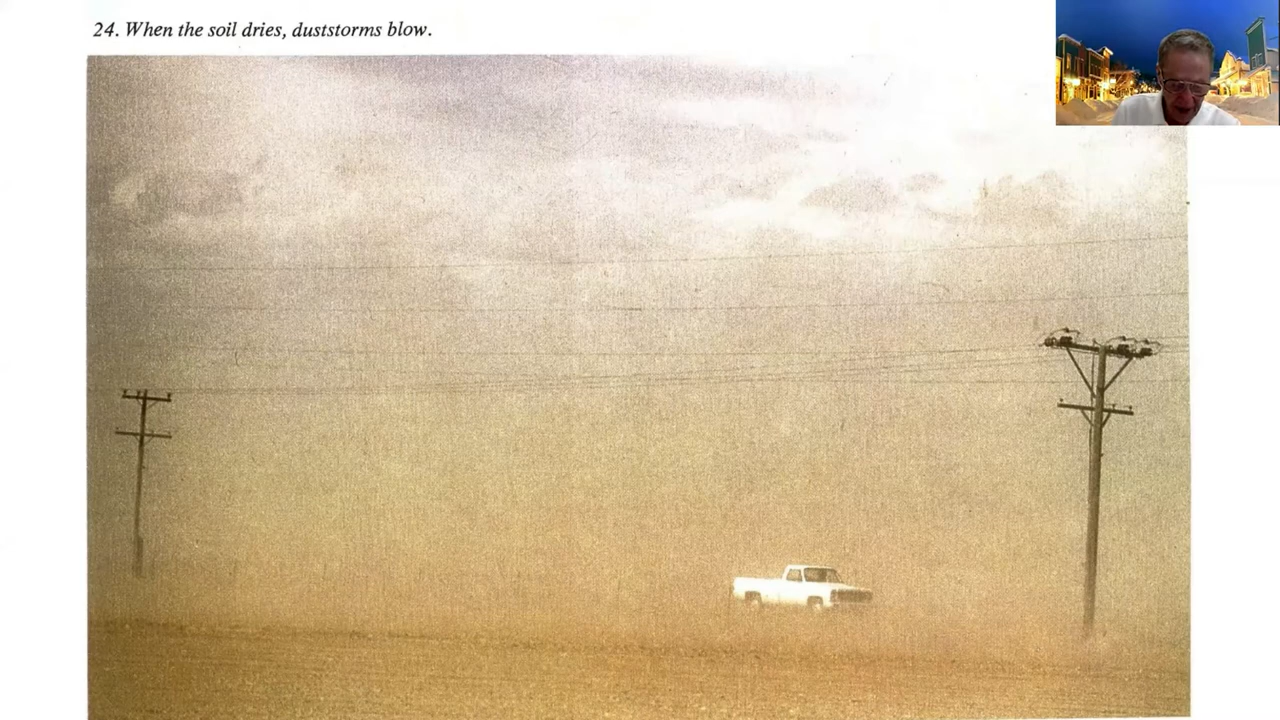 24. When the soil dries, duststorms blow.